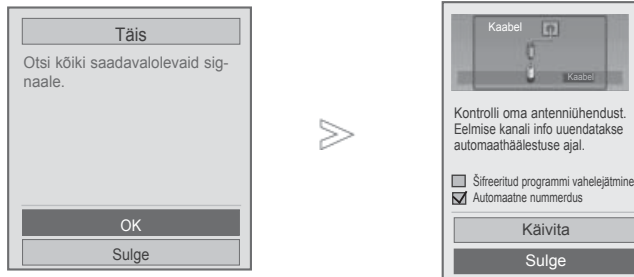 Täis
Otsi kõiki saadavalolevaid sig-
naale.
OK
Sulge
Kaabel
Kaabel
Kontrolli oma antenniühendust.
Eelmise kanali info uuendatakse
automaathäälestuse ajal.
Šifreeritud programmi vahelejätmine
Automaatne nummerdus
Käivita
Sulge